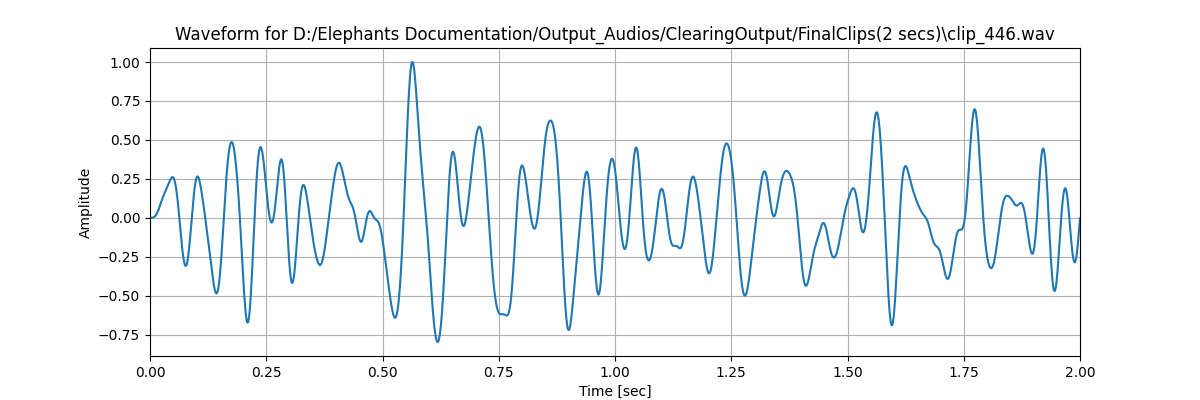 Waveform for D:/Elephants Documentation/Output_Audios/ClearingOutput/FinalClips(2 secs)\clip_446.wav
1.00
0.75
0.50
0.25
0.00
−0.25
−0.50
−0.75
Amplitude
0.00 0.25 0.50 0.75 1.00 1.25 1.50 1.75 2.00
Time [sec]